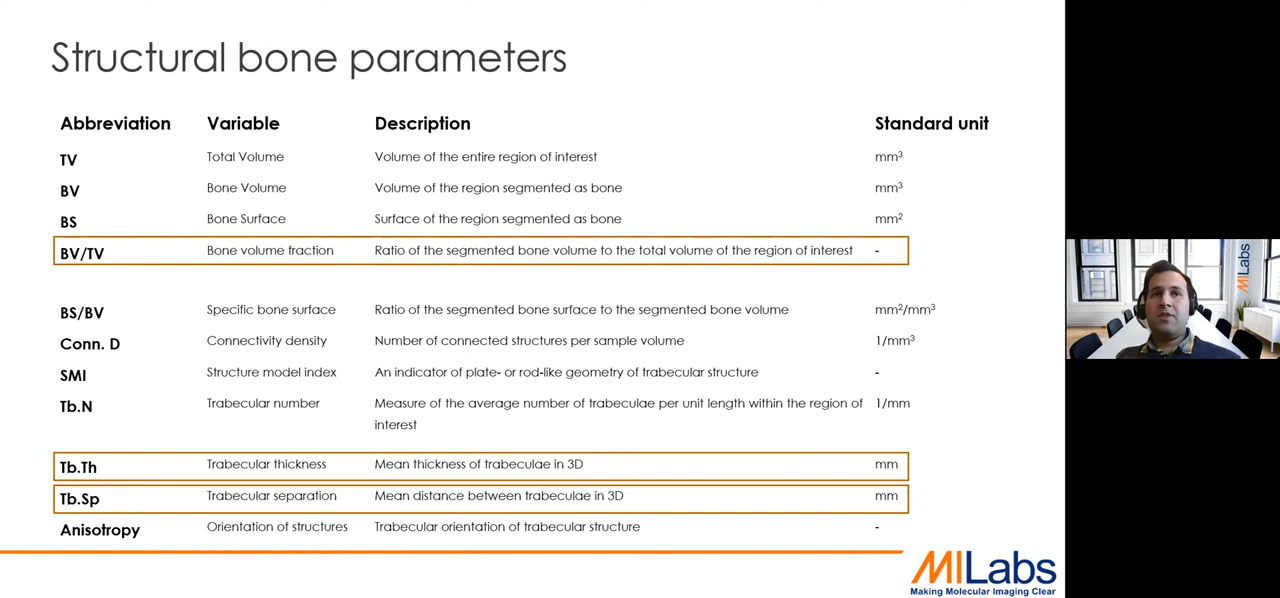 Structural bone parameters
Abbreviation Variable Description Standard unit
TV Total Volume Volume of the entire region of interest mm³
BV Bone Volume Volume of the region segmented as bone mm³
BS Bone Surface Surface of the region segmented as bone mm²
BV/TV Bone volume fraction Ratio of the segmented bone volume to the total volume of the region of interest -
BS/BV Specific bone surface Ratio of the segmented bone surface to the segmented bone volume mm²/mm³
Conn. D Connectivity density Number of connected structures per sample volume 1/mm³
SMI Structure model index An indicator of plate- or rod-like geometry of trabecular structure -
Tb.N Trabecular number Measure of the average number of trabeculae per unit length within the region of 1/mm
interest
Tb.Th Trabecular thickness Mean thickness of trabeculae in 3D mm
Tb.Sp Trabecular separation Mean distance between trabeculae in 3D mm
Anisotropy Orientation of structures Trabecular orientation of trabecular structure -
MILabs
Making Molecular Imaging Clear
MILabs